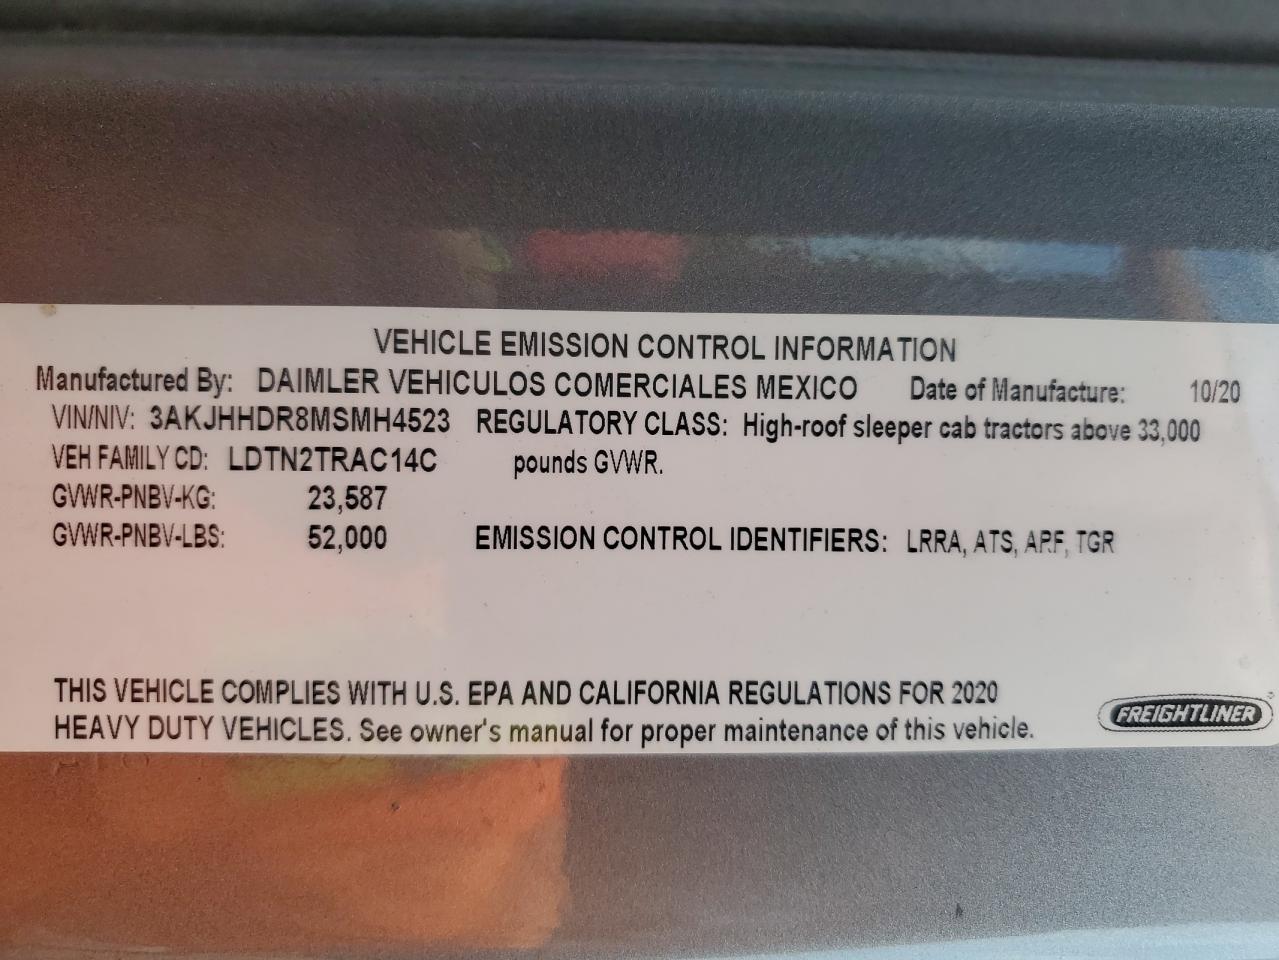 VEHICLE EMISSION CONTROL INFORMATION
Manufactured By: DAIMLER VEHICULOS COMERCIALES MEXICO Date of Manufacture: 10/20
VIN/NIV: 3AKJHHDR8MSMH4523 REGULATORY CLASS: High-roof sleeper cab tractors above 33,000
VEH FAMILY CD: LDTN2TRAC14C pounds GVWR.
GVWR-PNBV-KG: 23,587
GVWR-PNBV-LBS: 52,000 EMISSION CONTROL IDENTIFIERS: LRRA, ATS, ARF, TGR
THIS VEHICLE COMPLIES WITH U.S. EPA AND CALIFORNIA REGULATIONS FOR 2020
HEAVY DUTY VEHICLES. See owner's manual for proper maintenance of this vehicle.
FREIGHTLINER